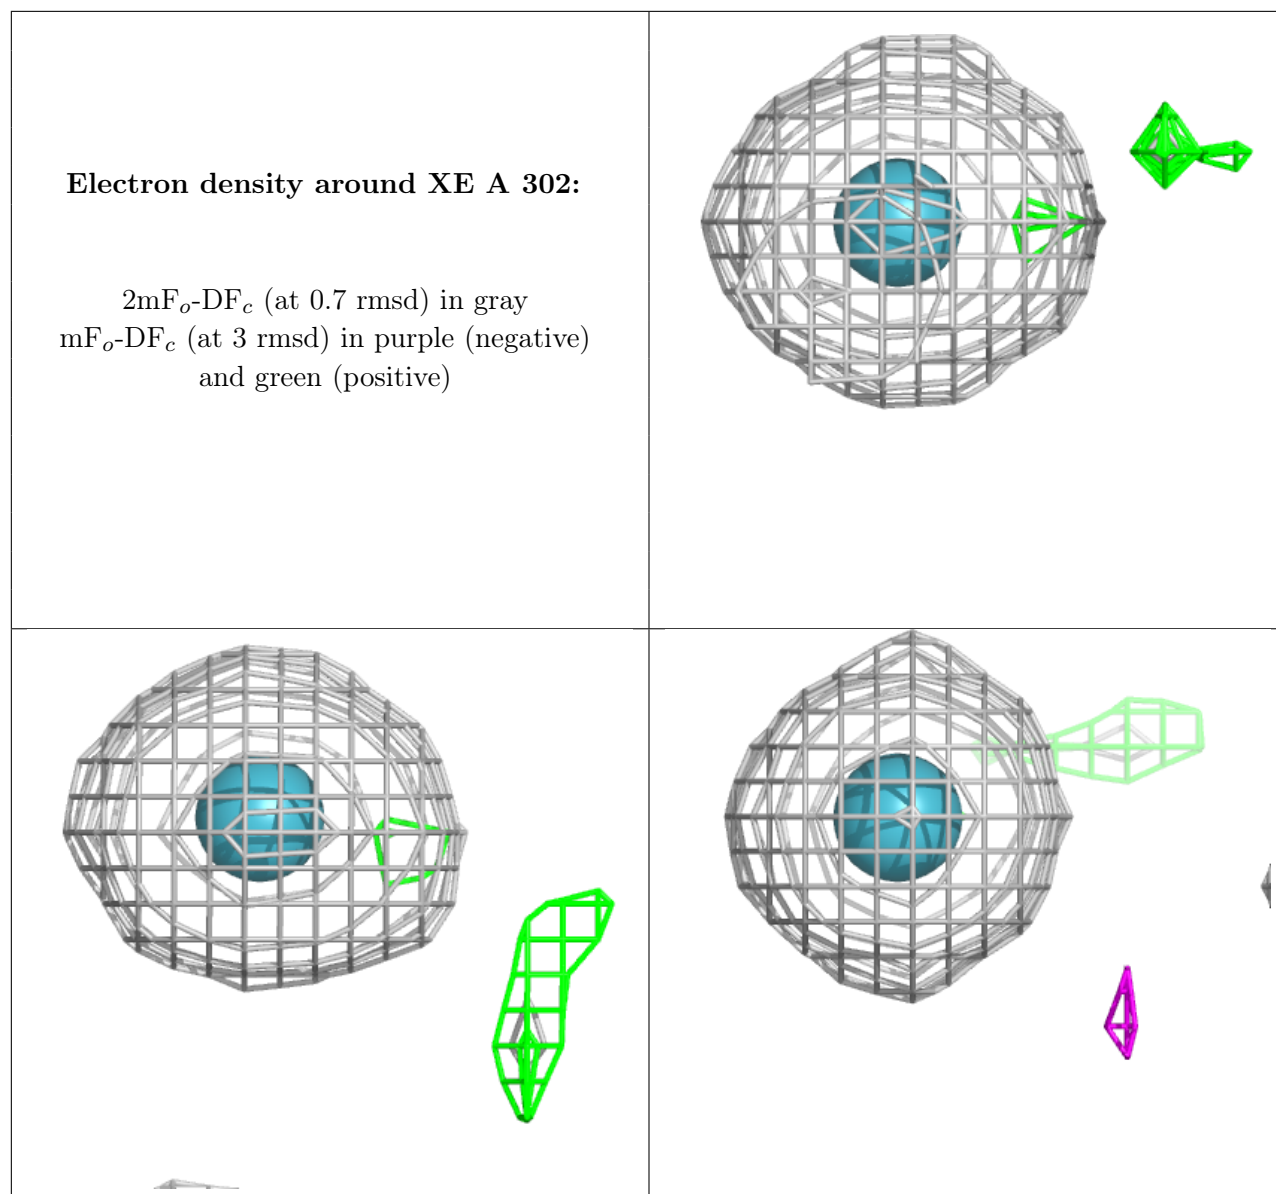 Electron density around XE A 302:
2mFo-DFc (at 0.7 rmsd) in gray
mFo-DFc (at 3 rmsd) in purple (negative)
and green (positive)